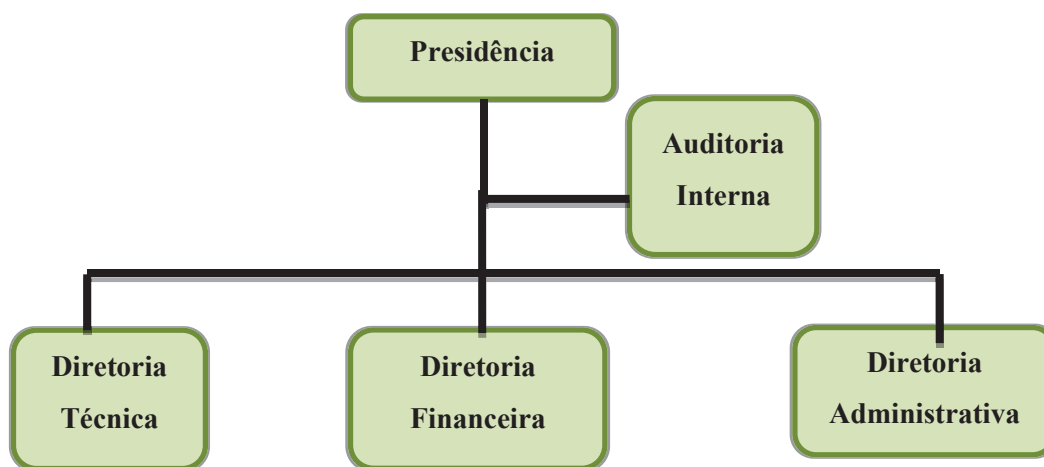 Presidência
Auditoria
Interna
Diretoria
Técnica
Diretoria
Financeira
Diretoria
Administrativa